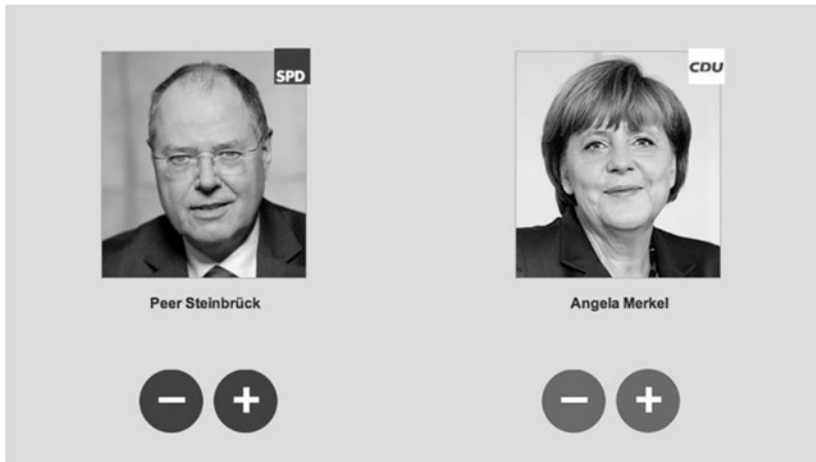 SPD
CDU
Peer Steinbrück
Angela Merkel
− +
− +